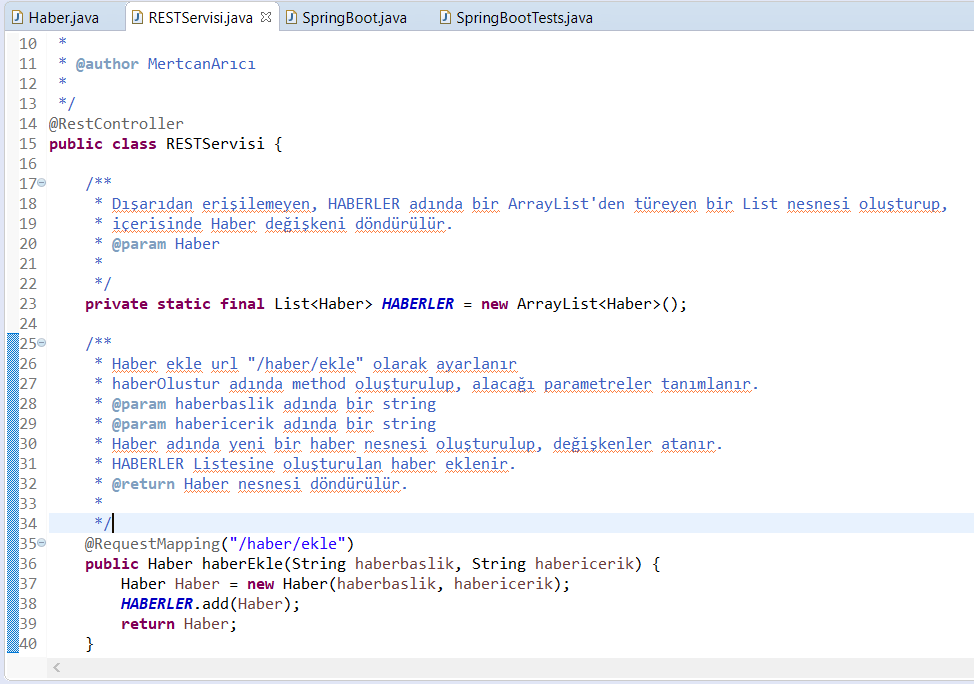 Haber.java RESTServisi.java SpringBoot.java SpringBootTests.java
10 *
11 * @author MertcanArıcı
12 *
13 */
14 @RestController
15 public class RESTServisi {
16
17 /**
18 * Dışarıdan erişilemeyen, HABERLER adında bir ArrayList'den türeyen bir List nesnesi oluşturup,
19 * içerisinde Haber değişkeni döndürülür.
20 * @param Haber
21 *
22 */
23 private static final List<Haber> HABERLER = new ArrayList<Haber>();
24
25 /**
26 * Haber ekle url "/haber/ekle" olarak ayarlanır
27 * haberOlustur adında method oluşturulup, alacağı parametreler tanımlanır.
28 * @param haberbaslik adında bir string
29 * @param habericerik adında bir string
30 * Haber adında yeni bir haber nesnesi oluşturulup, değişkenler atanır.
31 * HABERLER Listesine oluşturulan haber eklenir.
32 * @return Haber nesnesi döndürülür.
33 *
34 */
35 @RequestMapping("/haber/ekle")
36 public Haber haberEkle(String haberbaslik, String habericerik) {
37 Haber Haber = new Haber(haberbaslik, habericerik);
38 HABERLER.add(Haber);
39 return Haber;
40 }